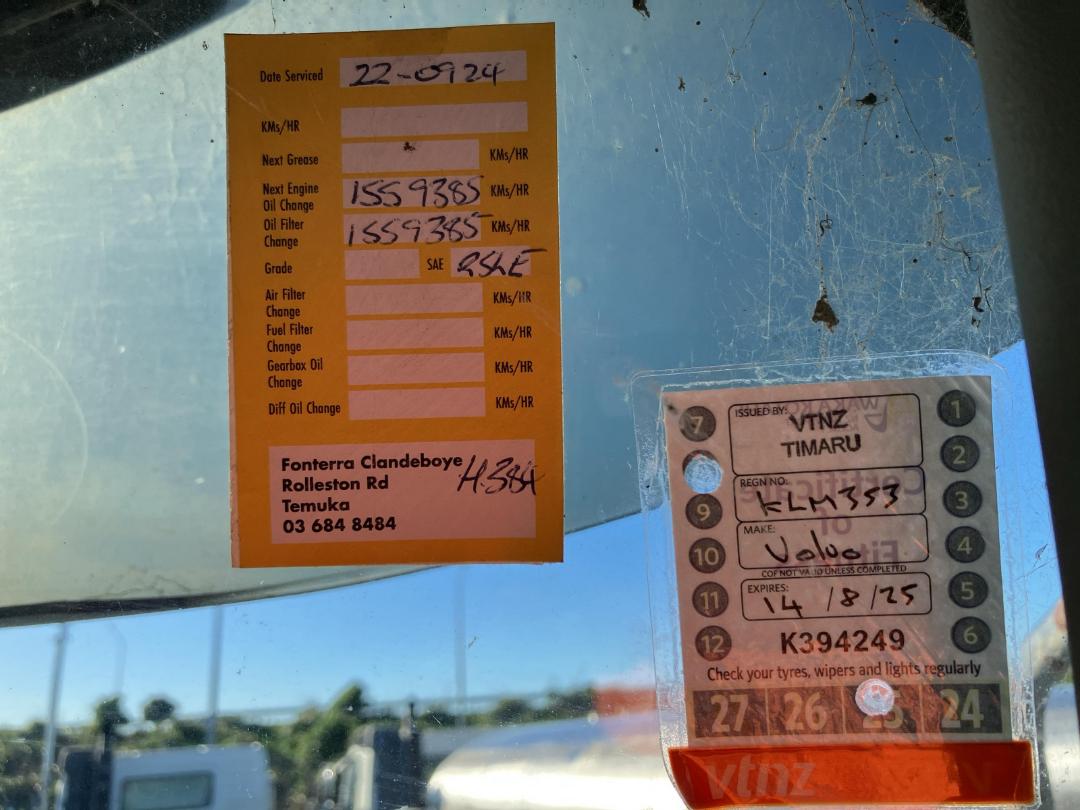 Date Serviced 22-0924
KMs/HR
Next Grease KMs/HR
Next Engine Oil Change 1559385 KMs/HR
Oil Filter Change 1559385 KMs/HR
Grade SAE
Air Filter Change KMs/HR
Fuel Filter Change KMs/HR
Gearbox Oil Change KMs/HR
Diff Oil Change KMs/HR
Fonterra Clandeboye
Rolleston Rd
Temuka
03 684 8484
ISSUED BY:
VTNZ
TIMARU
REGN NO:
KLM353
MAKE:
Volvo
COF NOT VALID UNLESS COMPLETED
EXPIRES:
14/8/25
7
9
10
11
12
1
2
3
4
5
6
K394249
Check your tyres, wipers and lights regularly
27 26 25 24
vtnz